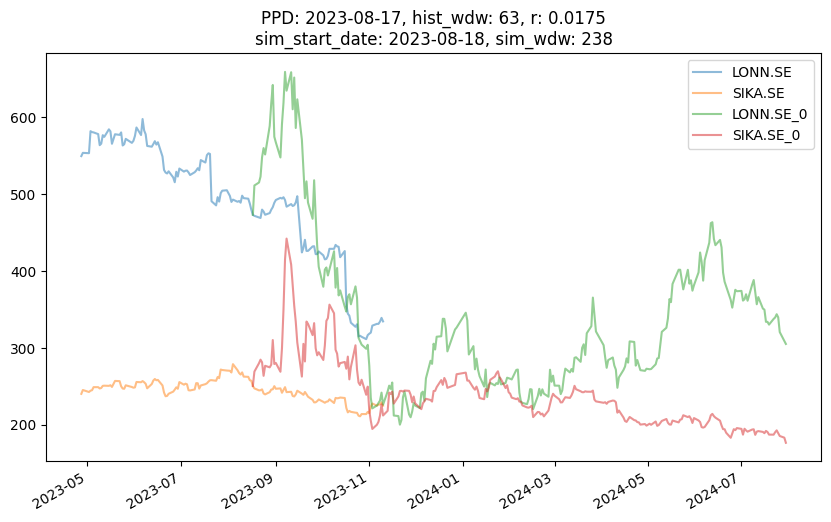 PPD: 2023-08-17, hist_wdw: 63, r: 0.0175
sim_start_date: 2023-08-18, sim_wdw: 238
LONN.SE
SIKA.SE
LONN.SE_0
SIKA.SE_0
600
500
400
300
200
2023-05
2023-07
2023-09
2023-11
2024-01
2024-03
2024-05
2024-07